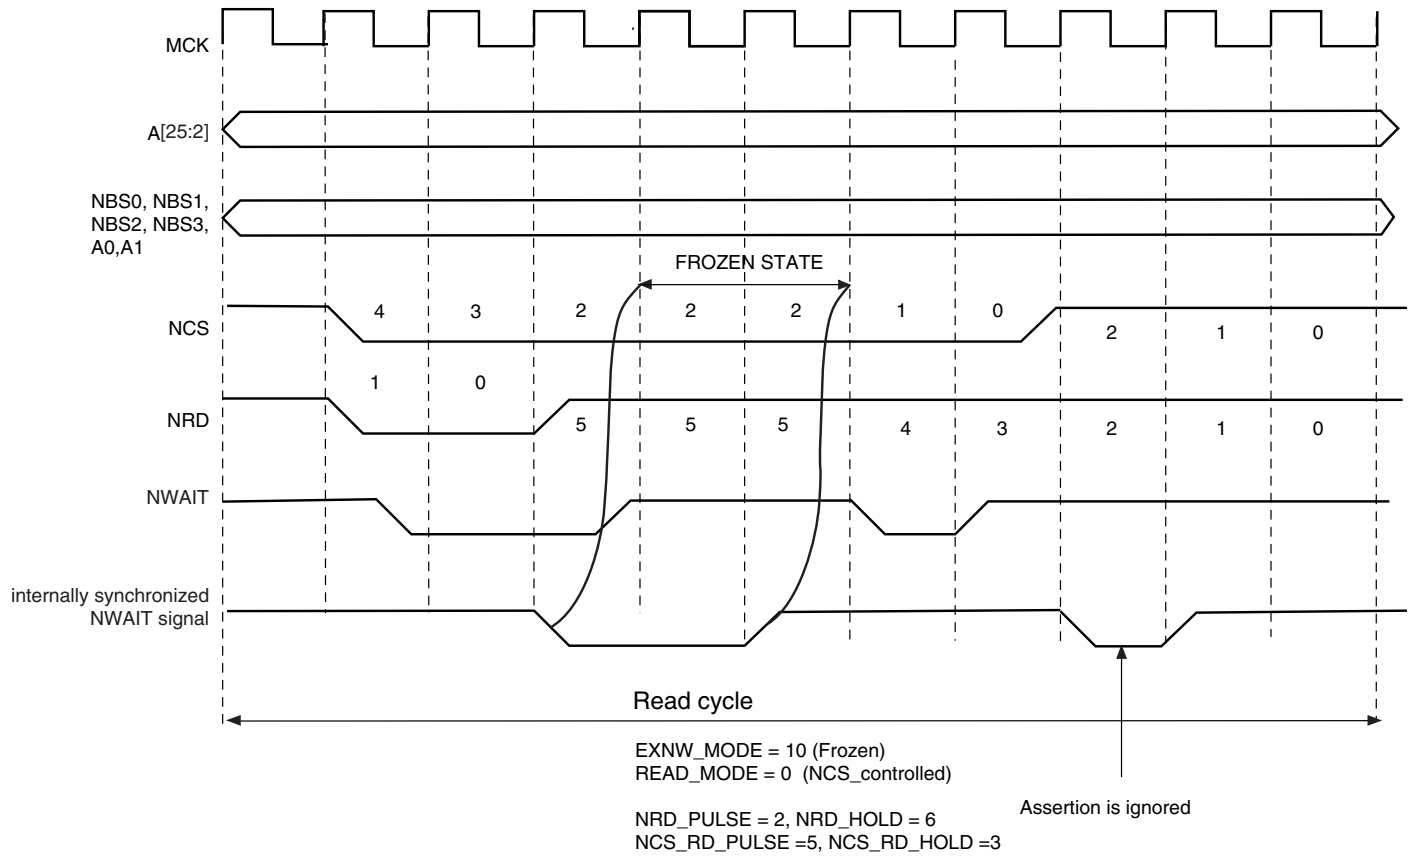 MCK
A[25:2]
NBS0, NBS1,
NBS2, NBS3,
A0,A1
FROZEN STATE
NCS
4 3 2 2 2 1 0
2 1 0
1 0
NRD
5 5 5 4 3 2 1 0
NWAIT
internally synchronized
NWAIT signal
Read cycle
EXNW_MODE = 10 (Frozen)
READ_MODE = 0 (NCS_controlled)
Assertion is ignored
NRD_PULSE = 2, NRD_HOLD = 6
NCS_RD_PULSE =5, NCS_RD_HOLD =3